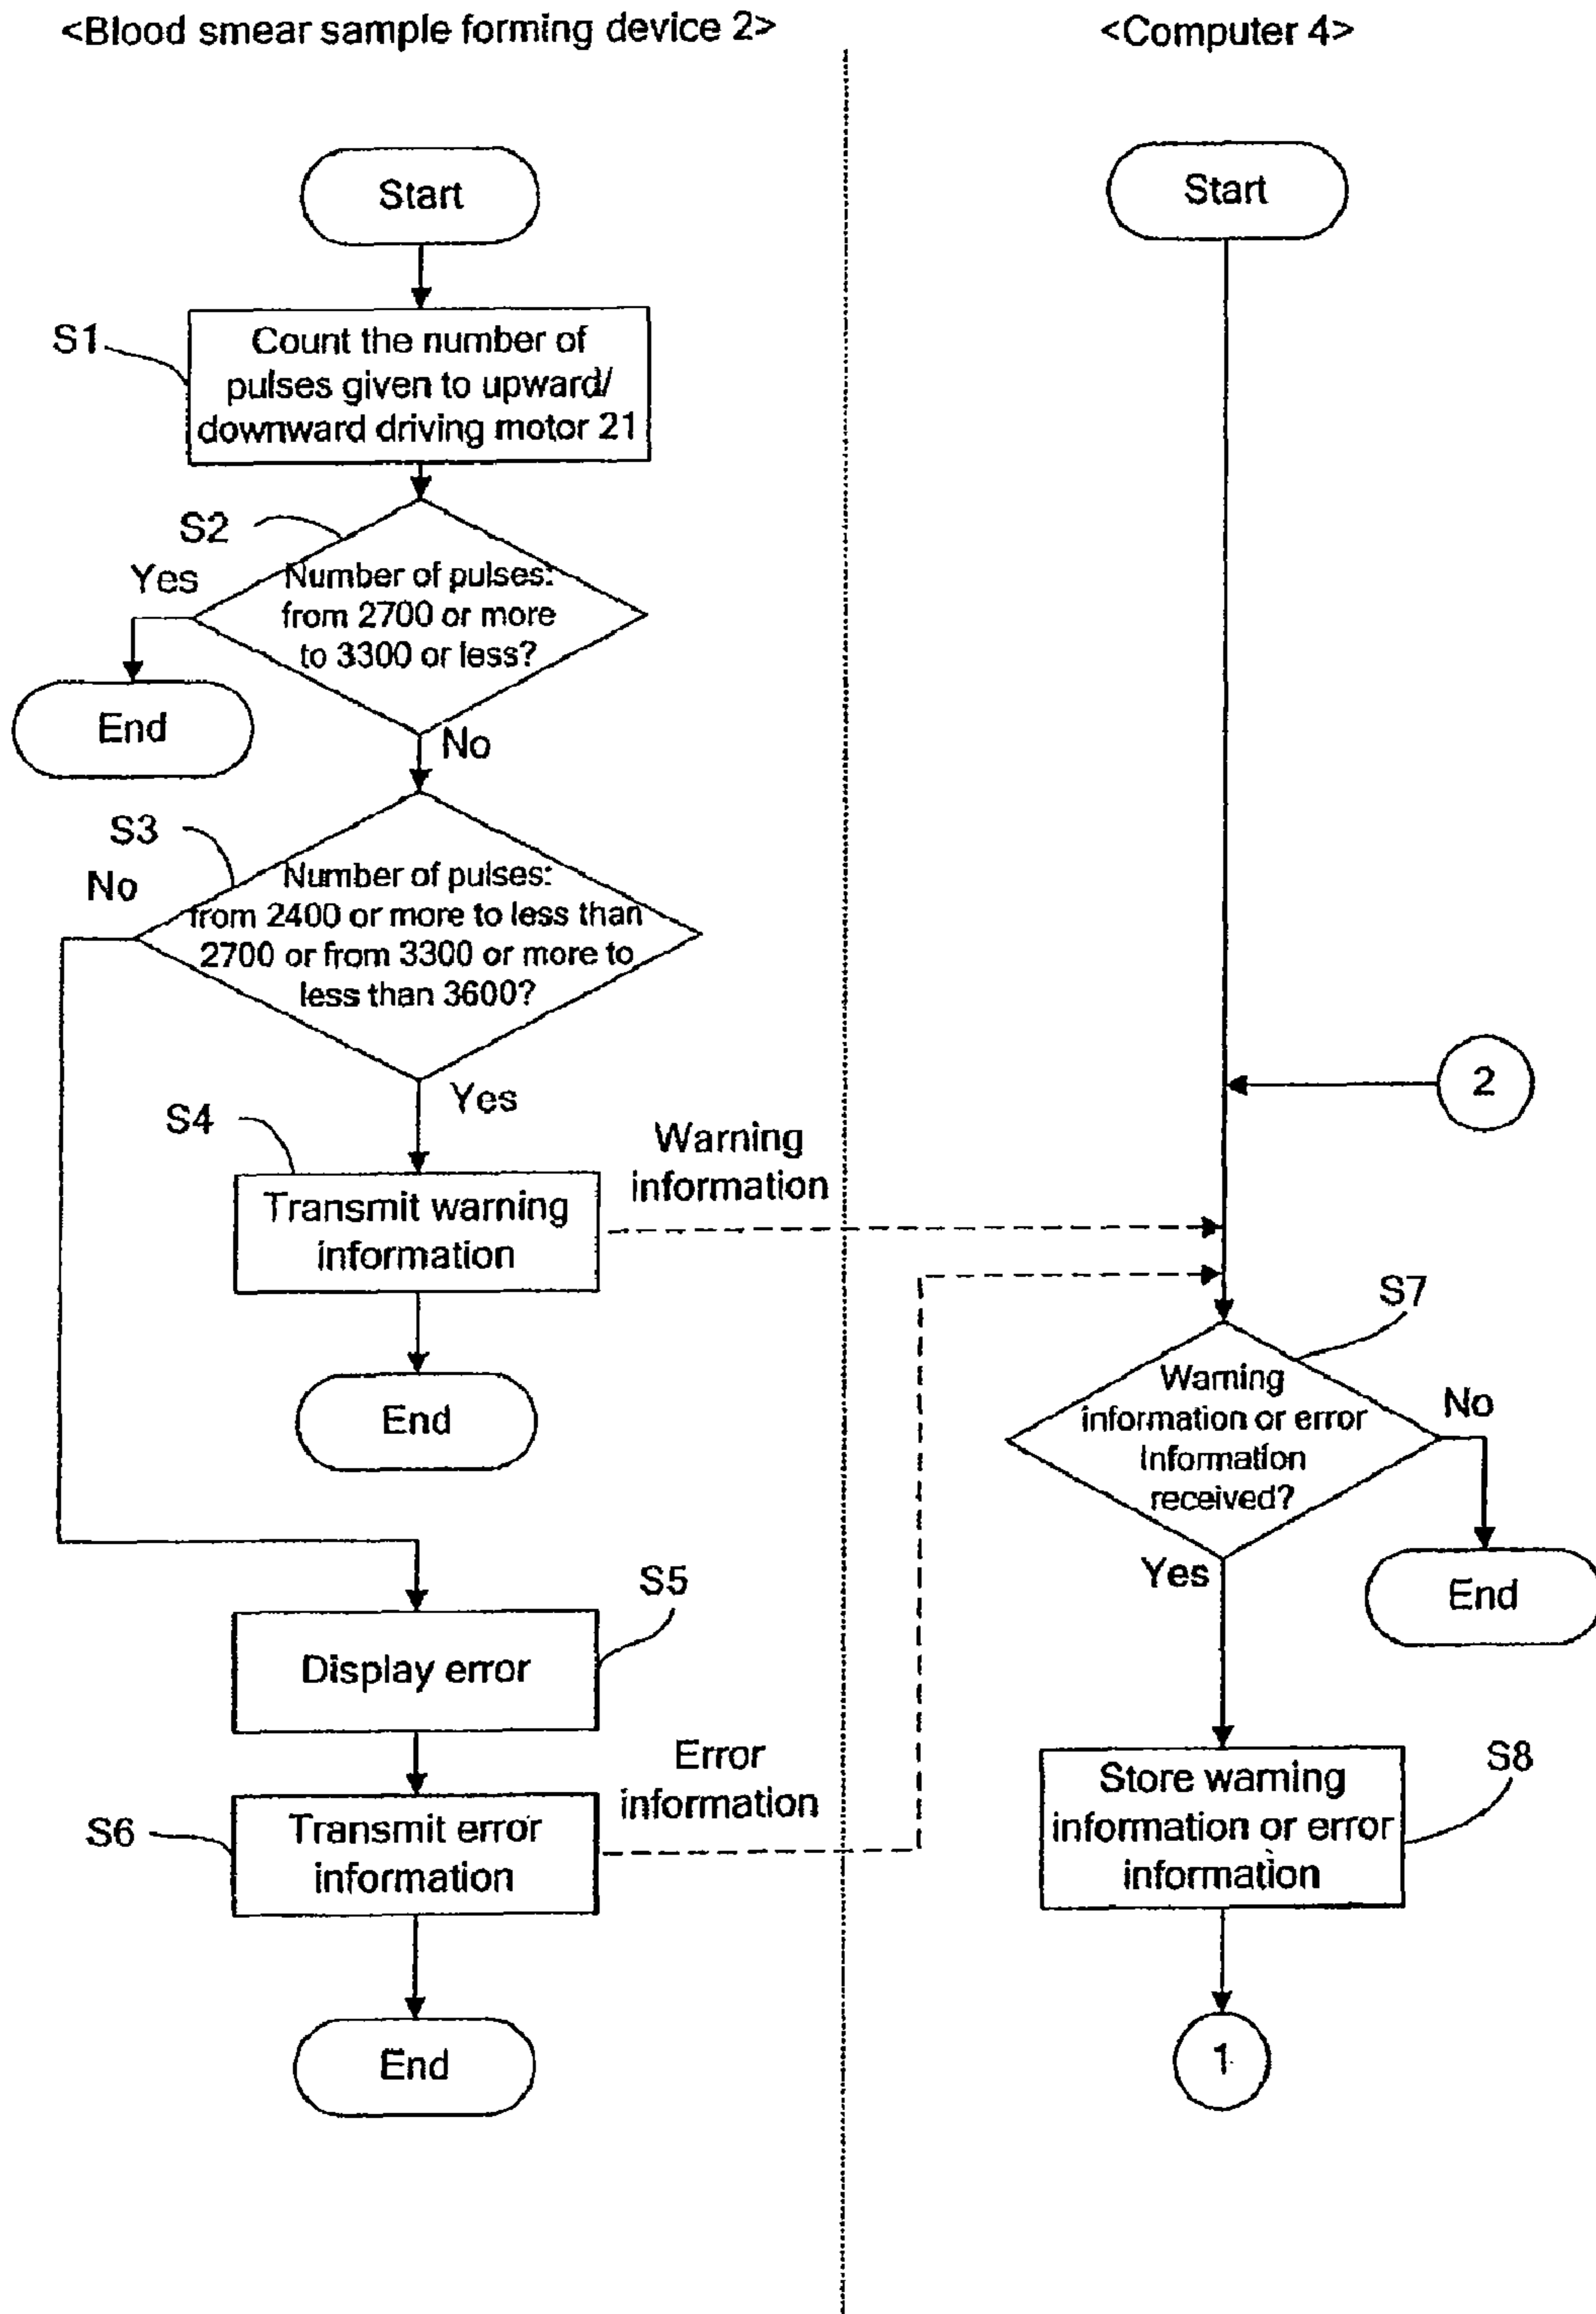 <Blood smear sample forming device 2>
<Computer 4>
Start
S1
Count the number of
pulses given to upward/
downward driving motor 21
S2
Yes
Number of pulses:
from 2700 or more
to 3300 or less?
End
No
S3
No
Number of pulses:
from 2400 or more to less than
2700 or from 3300 or more to
less than 3600?
Yes
S4
Transmit warning
information
Warning
information
End
S5
Display error
S6
Transmit error
information
Error
information
End
Start
2
S7
Warning
information or error
information
received?
No
End
Yes
S8
Store warning
information or error
information
1